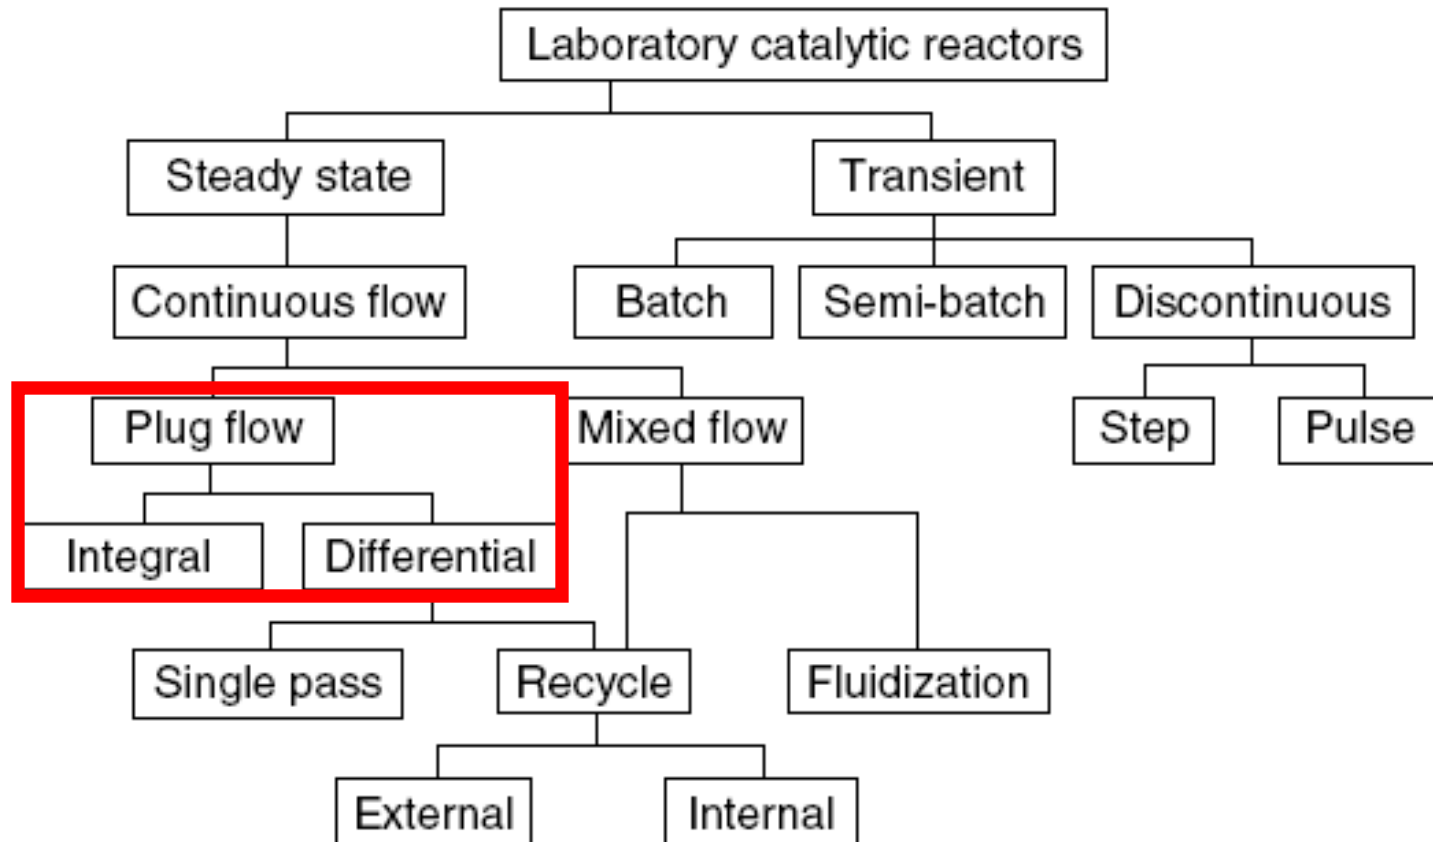 Laboratory catalytic reactors
Steady state
Transient
Continuous flow
Batch
Semi-batch
Discontinuous
Plug flow
Mixed flow
Step
Pulse
Integral
Differential
Single pass
Recycle
Fluidization
External
Internal